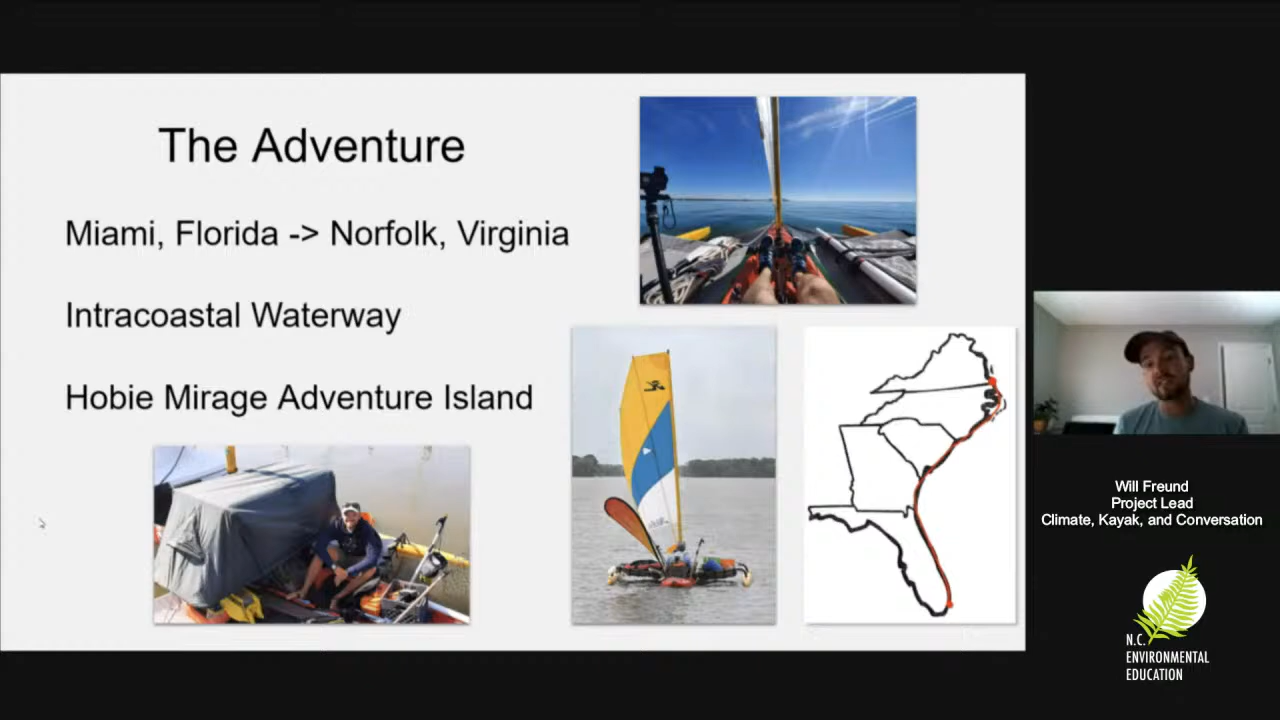 The Adventure
Miami, Florida -> Norfolk, Virginia
Intracoastal Waterway
Hobie Mirage Adventure Island
Will Freund
Project Lead
Climate, Kayak, and Conversation
N.C.
ENVIRONMENTAL
EDUCATION